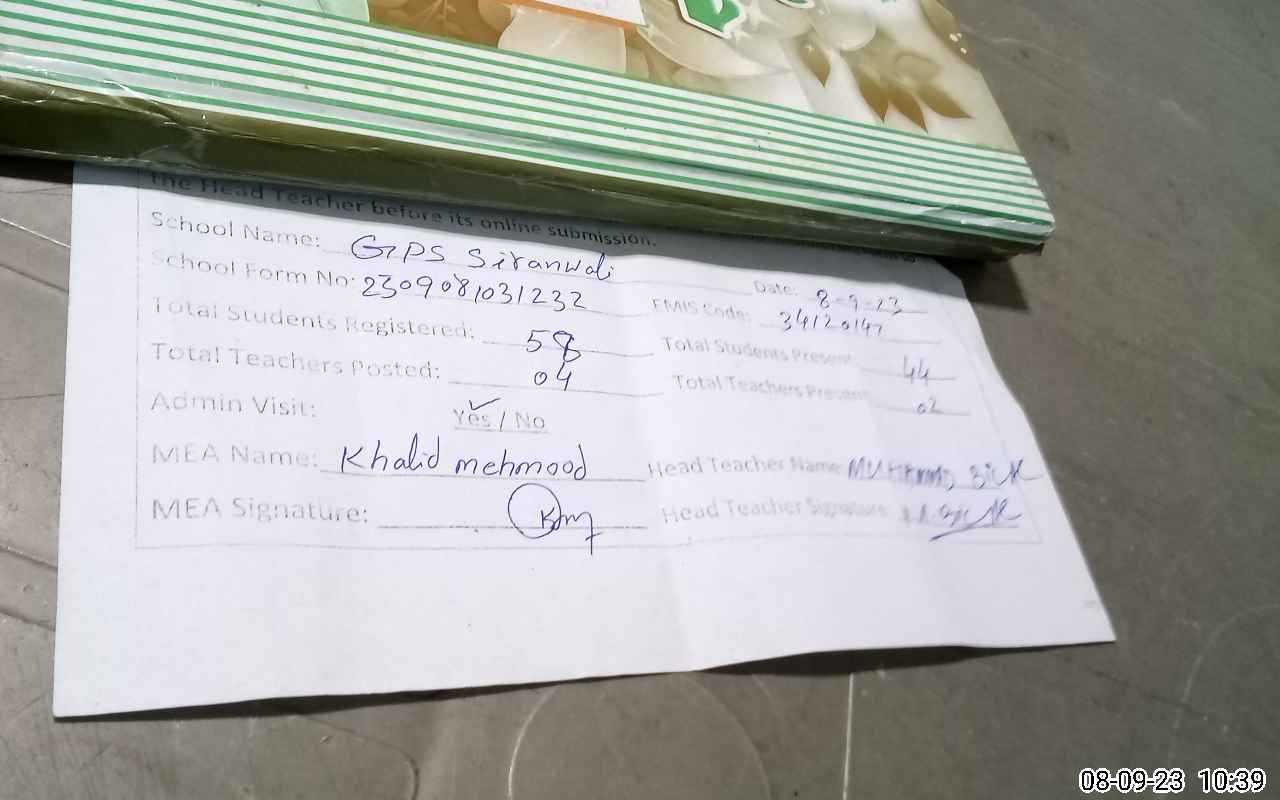 the Head Teacher before its online submission.
School Name: GPS Siranwali Date: 8-9-23
School Form No: 2309081031232 EMIS Code: 34120147
Total Students Registered: 58 Total Students Present 44
Total Teachers Posted: 04 Total Teachers Present 02
Admin Visit: Yes / No
MEA Name: Khalid mehmood Head Teacher Name
MEA Signature: Head Teacher Signature
08-09-23 10:39